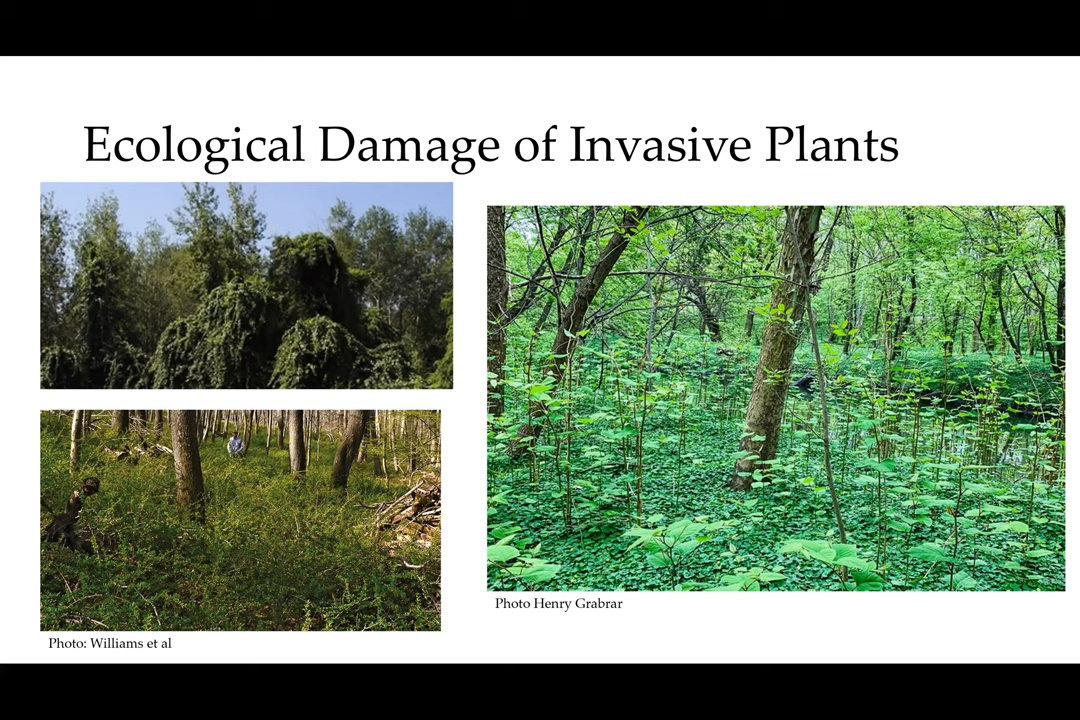 Ecological Damage of Invasive Plants
Photo Henry Grabrar
Photo: Williams et al